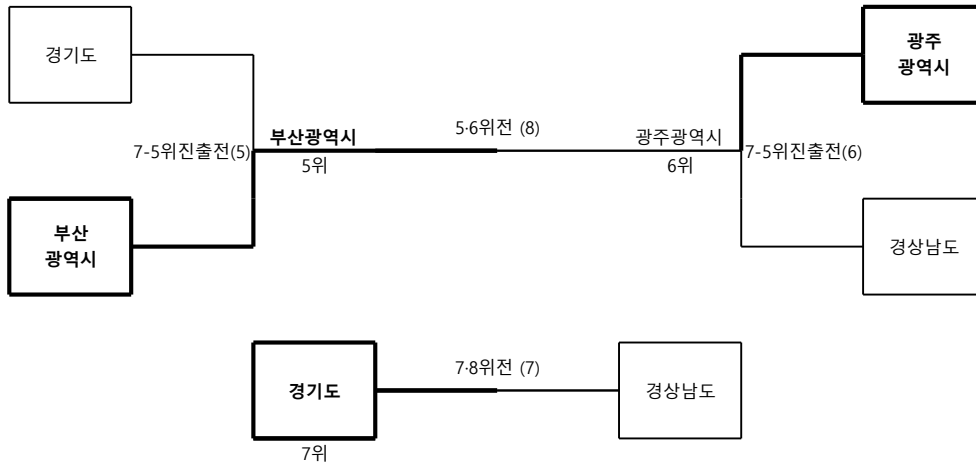 경기도
광주
광역시
5·6위전 (8)
부산광역시
광주광역시
7-5위진출전(5)
5위
6위
7-5위진출전(6)
부산
광역시
경상남도
7·8위전 (7)
경기도
경상남도
7위